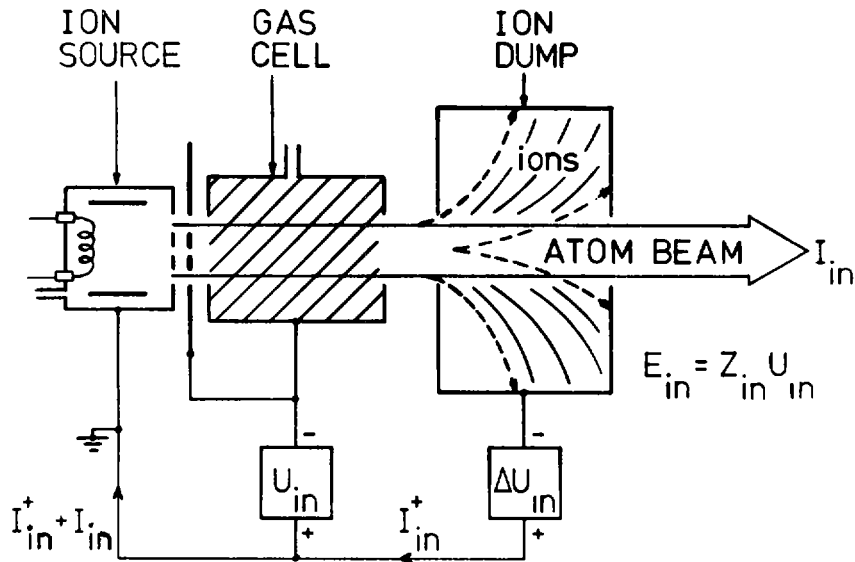 ION
SOURCE
GAS
CELL
ION
DUMP
ions
ATOM BEAM
I_in
E_in = Z_in U_in
-
U_in
+
-
ΔU_in
+
I⁺_in + I_in
I⁺_in